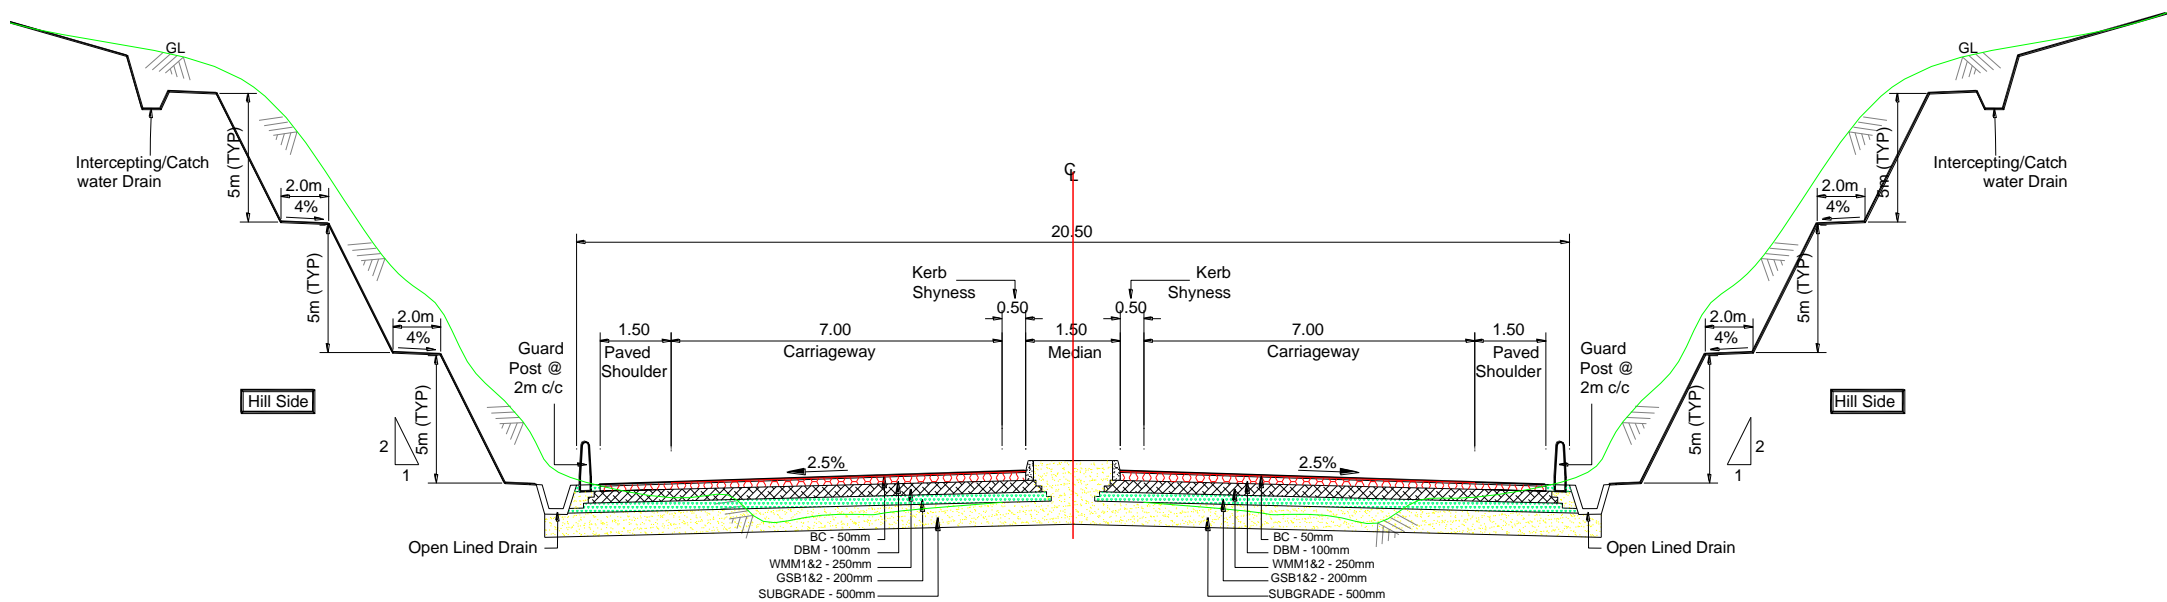 GL
GL
5m (TYP)
5m (TYP)
Intercepting/Catch
water Drain
Intercepting/Catch
water Drain
℄
2.0m
4%
2.0m
4%
20.50
5m (TYP)
5m (TYP)
Kerb
Shyness
Kerb
Shyness
0.50
0.50
2.0m
4%
2.0m
4%
1.50
7.00
1.50
7.00
1.50
Paved
Shoulder
Carriageway
Median
Carriageway
Paved
Shoulder
Guard
Post @
2m c/c
Guard
Post @
2m c/c
Hill Side
Hill Side
5m (TYP)
5m (TYP)
2
1
2
1
2.5%
2.5%
Open Lined Drain
Open Lined Drain
BC - 50mm
DBM - 100mm
WMM1&2 - 250mm
GSB1&2 - 200mm
SUBGRADE - 500mm
BC - 50mm
DBM - 100mm
WMM1&2 - 250mm
GSB1&2 - 200mm
SUBGRADE - 500mm